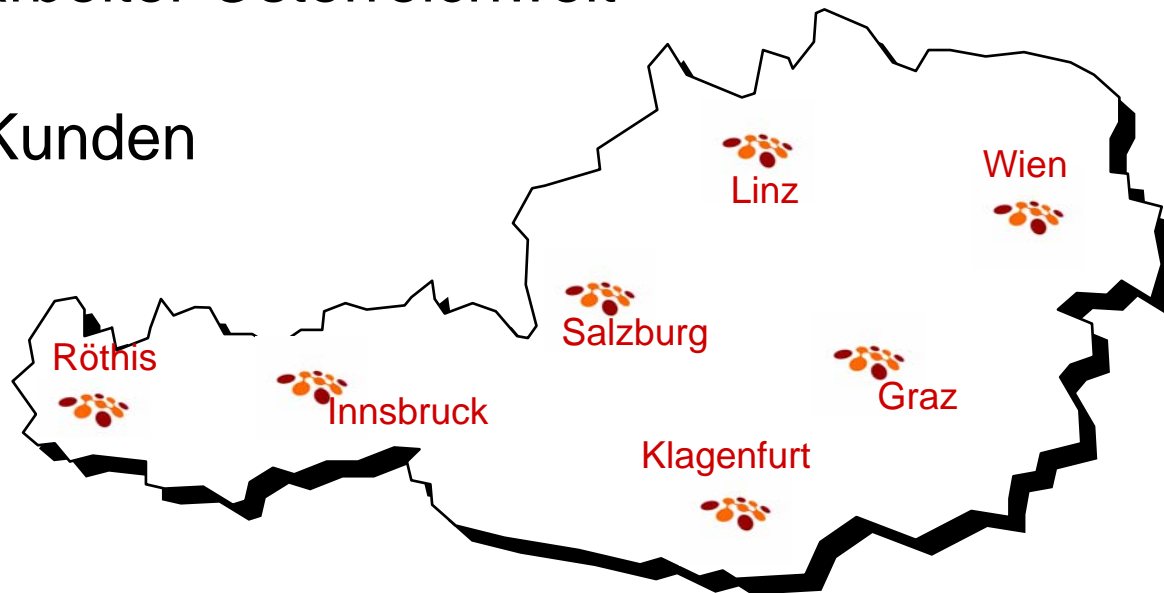 Kunden
Linz
Wien
Salzburg
Röthis
Innsbruck
Graz
Klagenfurt